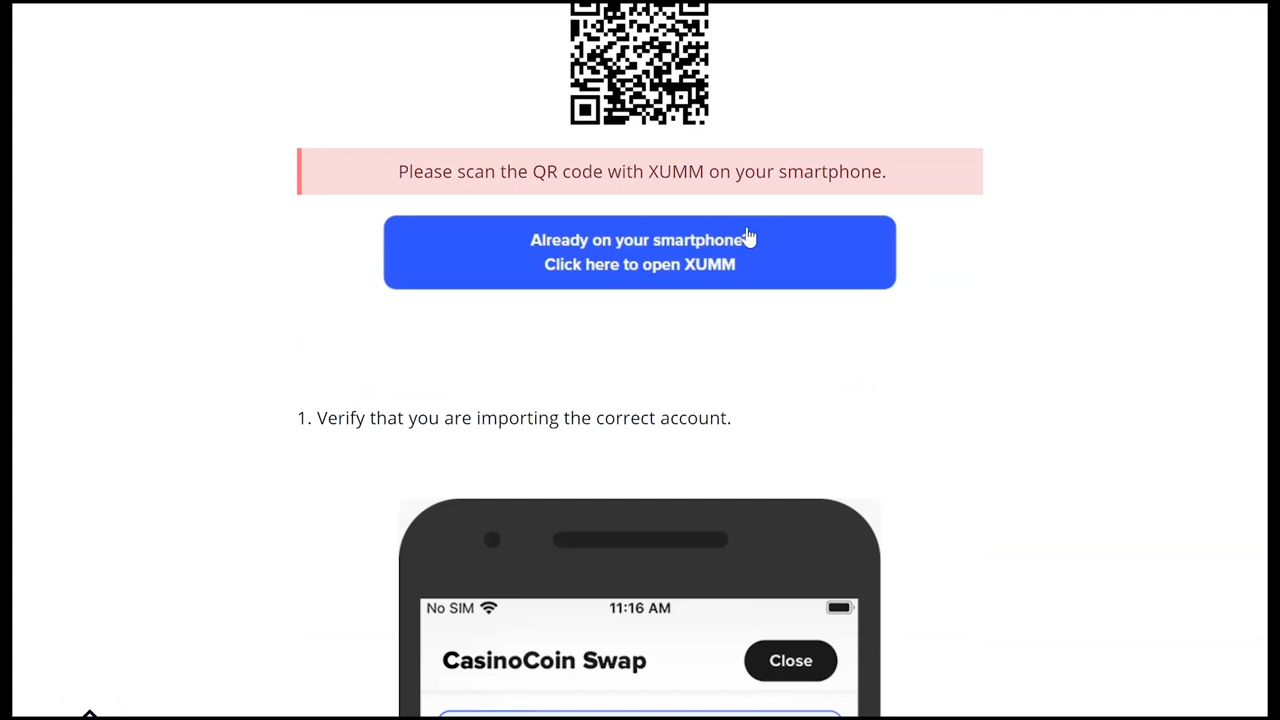 Please scan the QR code with XUMM on your smartphone.
Already on your smartphone
Click here to open XUMM
1. Verify that you are importing the correct account.
No SIM 11:16 AM
CasinoCoin Swap Close